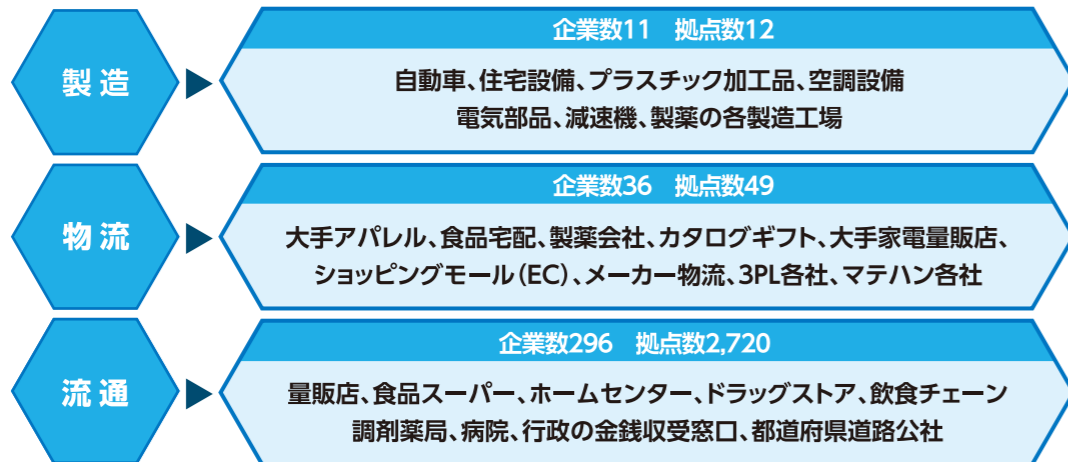 製造
企業数11 拠点数12
自動車、住宅設備、プラスチック加工品、空調設備
電気部品、減速機、製薬の各製造工場
物流
企業数36 拠点数49
大手アパレル、食品宅配、製薬会社、カタログギフト、大手家電量販店、
ショッピングモール(EC)、メーカー物流、3PL各社、マテハン各社
流通
企業数296 拠点数2,720
量販店、食品スーパー、ホームセンター、ドラッグストア、飲食チェーン
調剤薬局、病院、行政の金銭収受窓口、都道府県道路公社